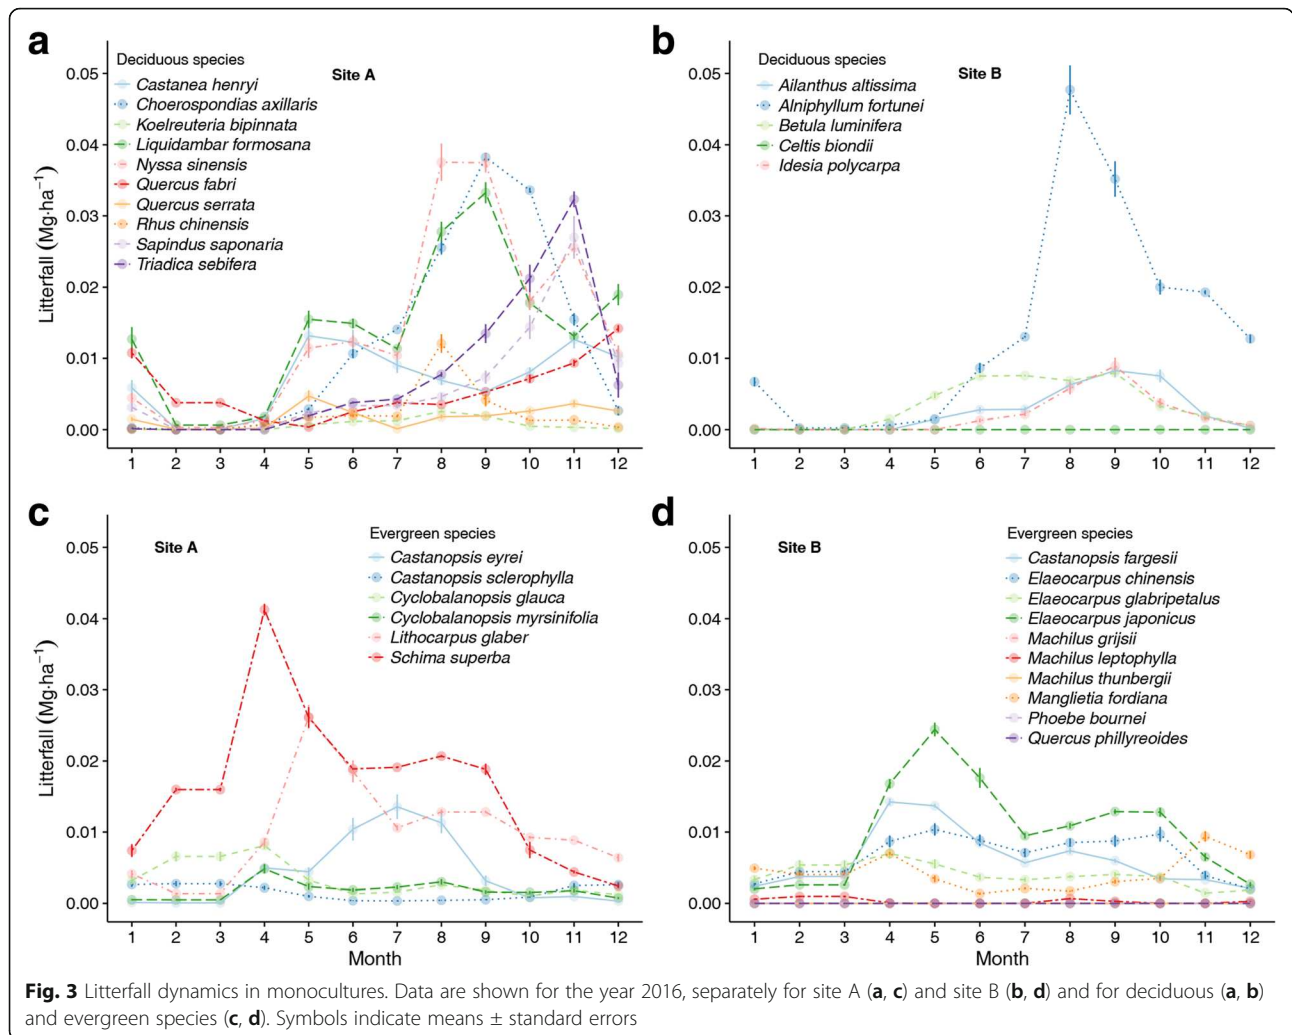 a
Deciduous species
Site A
Castanea henryi
Choerospondias axillaris
Koelreuteria bipinnata
Liquidambar formosana
Nyssa sinensis
Quercus fabri
Quercus serrata
Rhus chinensis
Sapindus saponaria
Triadica sebifera
Litterfall (Mg·ha⁻¹)
0.05
0.04
0.03
0.02
0.01
0.00
1 2 3 4 5 6 7 8 9 10 11 12
b
Deciduous species
Site B
Ailanthus altissima
Alniphyllum fortunei
Betula luminifera
Celtis biondii
Idesia polycarpa
0.05
0.04
0.03
0.02
0.01
0.00
1 2 3 4 5 6 7 8 9 10 11 12
c
Evergreen species
Site A
Castanopsis eyrei
Castanopsis sclerophylla
Cyclobalanopsis glauca
Cyclobalanopsis myrsinifolia
Lithocarpus glaber
Schima superba
Litterfall (Mg·ha⁻¹)
0.05
0.04
0.03
0.02
0.01
0.00
1 2 3 4 5 6 7 8 9 10 11 12
Month
d
Evergreen species
Site B
Castanopsis fargesii
Elaeocarpus chinensis
Elaeocarpus glabripetalus
Elaeocarpus japonicus
Machilus grijsii
Machilus leptophylla
Machilus thunbergii
Manglietia fordiana
Phoebe bournei
Quercus phillyreoides
0.05
0.04
0.03
0.02
0.01
0.00
1 2 3 4 5 6 7 8 9 10 11 12
Month
Fig. 3 Litterfall dynamics in monocultures. Data are shown for the year 2016, separately for site A (a, c) and site B (b, d) and for deciduous (a, b)
and evergreen species (c, d). Symbols indicate means ± standard errors